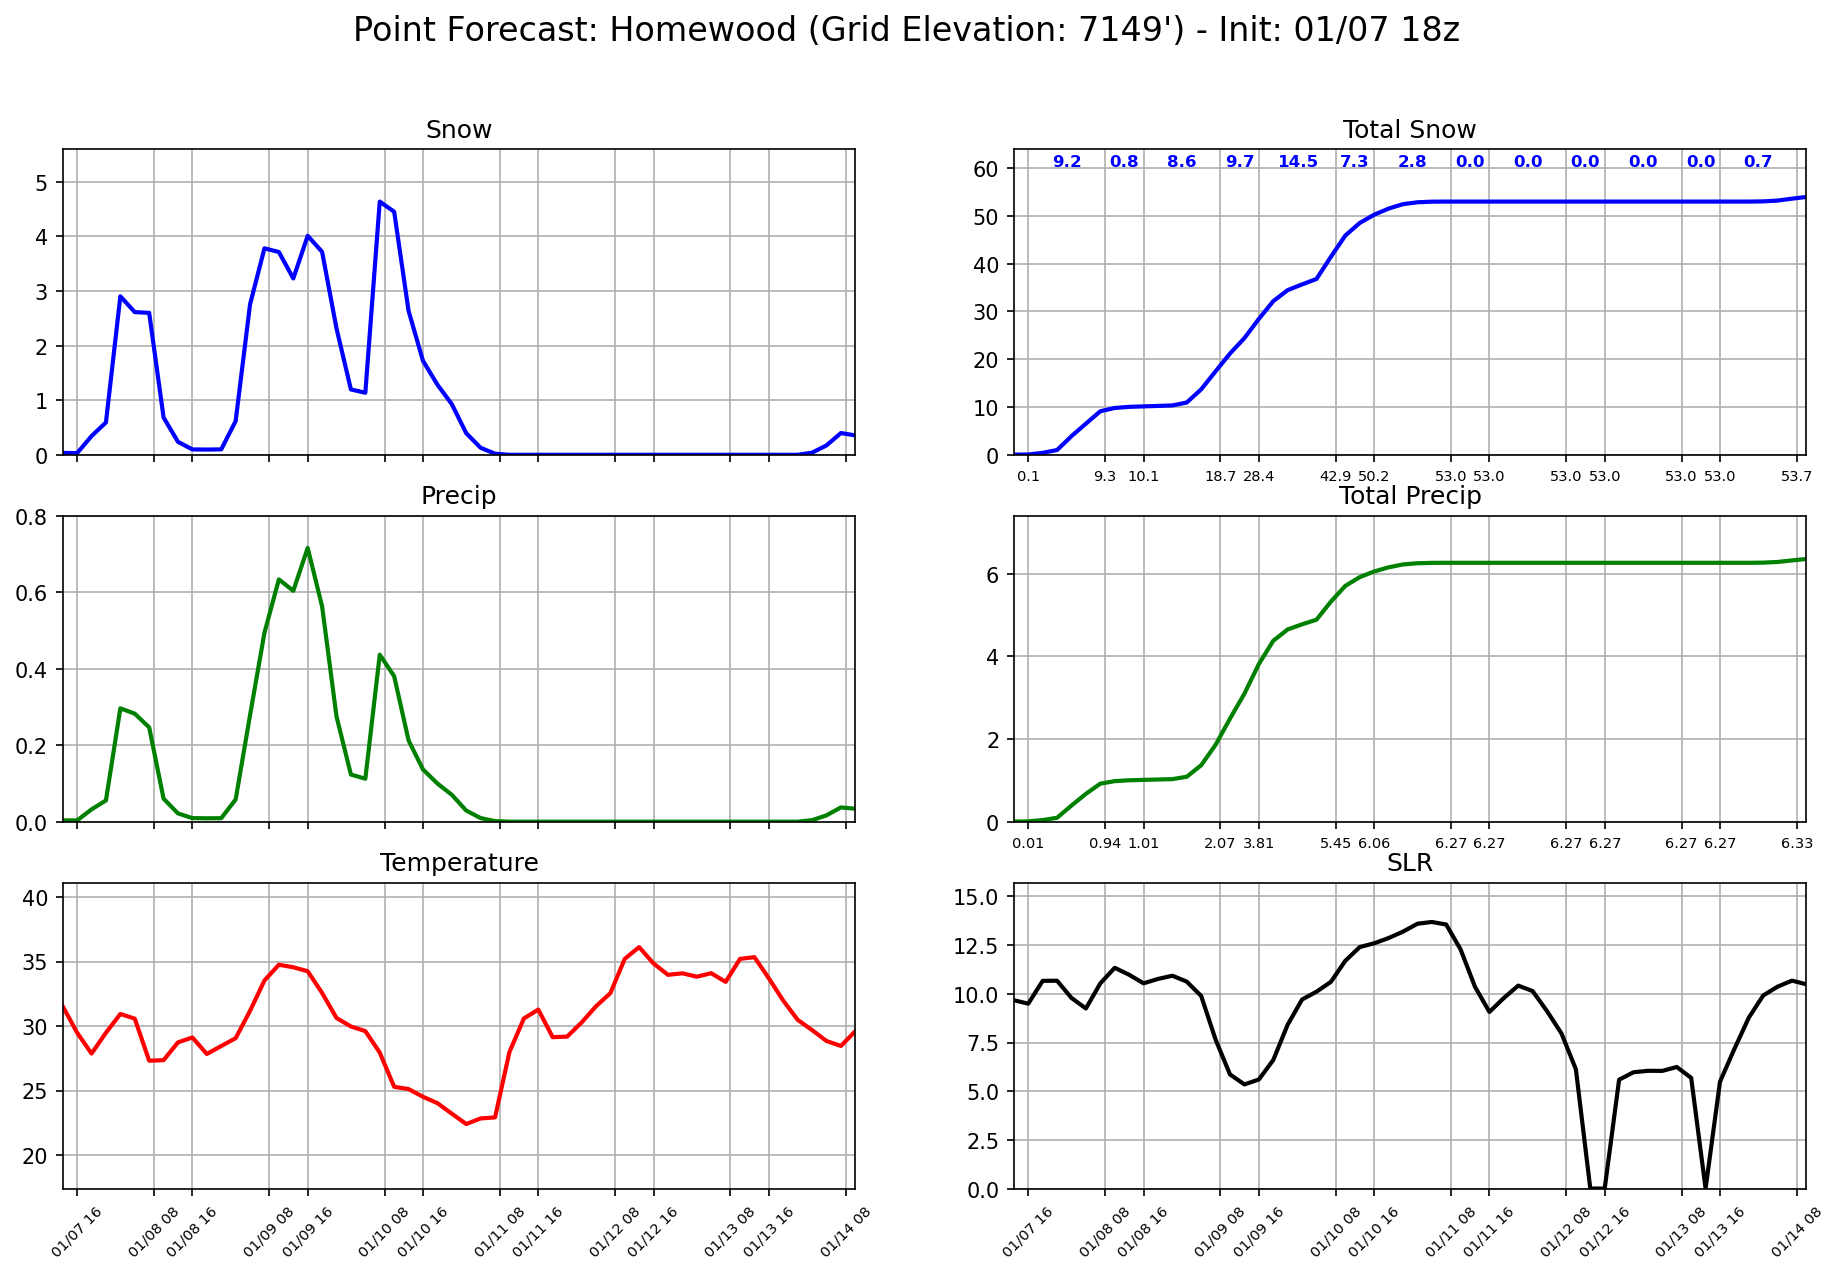 Point Forecast: Homewood (Grid Elevation: 7149') - Init: 01/07 18z
Snow
5
4
3
2
1
0
Total Snow
9.2 0.8 8.6 9.7 14.5 7.3 2.8 0.0 0.0 0.0 0.0 0.0 0.7
60
50
40
30
20
10
0
0.1 9.3 10.1 18.7 28.4 42.9 50.2 53.0 53.0 53.0 53.0 53.0 53.0 53.7
Precip
0.8
0.6
0.4
0.2
0.0
Total Precip
6
4
2
0
0.01 0.94 1.01 2.07 3.81 5.45 6.06 6.27 6.27 6.27 6.27 6.27 6.27 6.33
Temperature
40
35
30
25
20
01/07 16 01/08 08 01/08 16 01/09 08 01/09 16 01/10 08 01/10 16 01/11 08 01/11 16 01/12 08 01/12 16 01/13 08 01/13 16 01/14 08
SLR
15.0
12.5
10.0
7.5
5.0
2.5
0.0
01/07 16 01/08 08 01/08 16 01/09 08 01/09 16 01/10 08 01/10 16 01/11 08 01/11 16 01/12 08 01/12 16 01/13 08 01/13 16 01/14 08